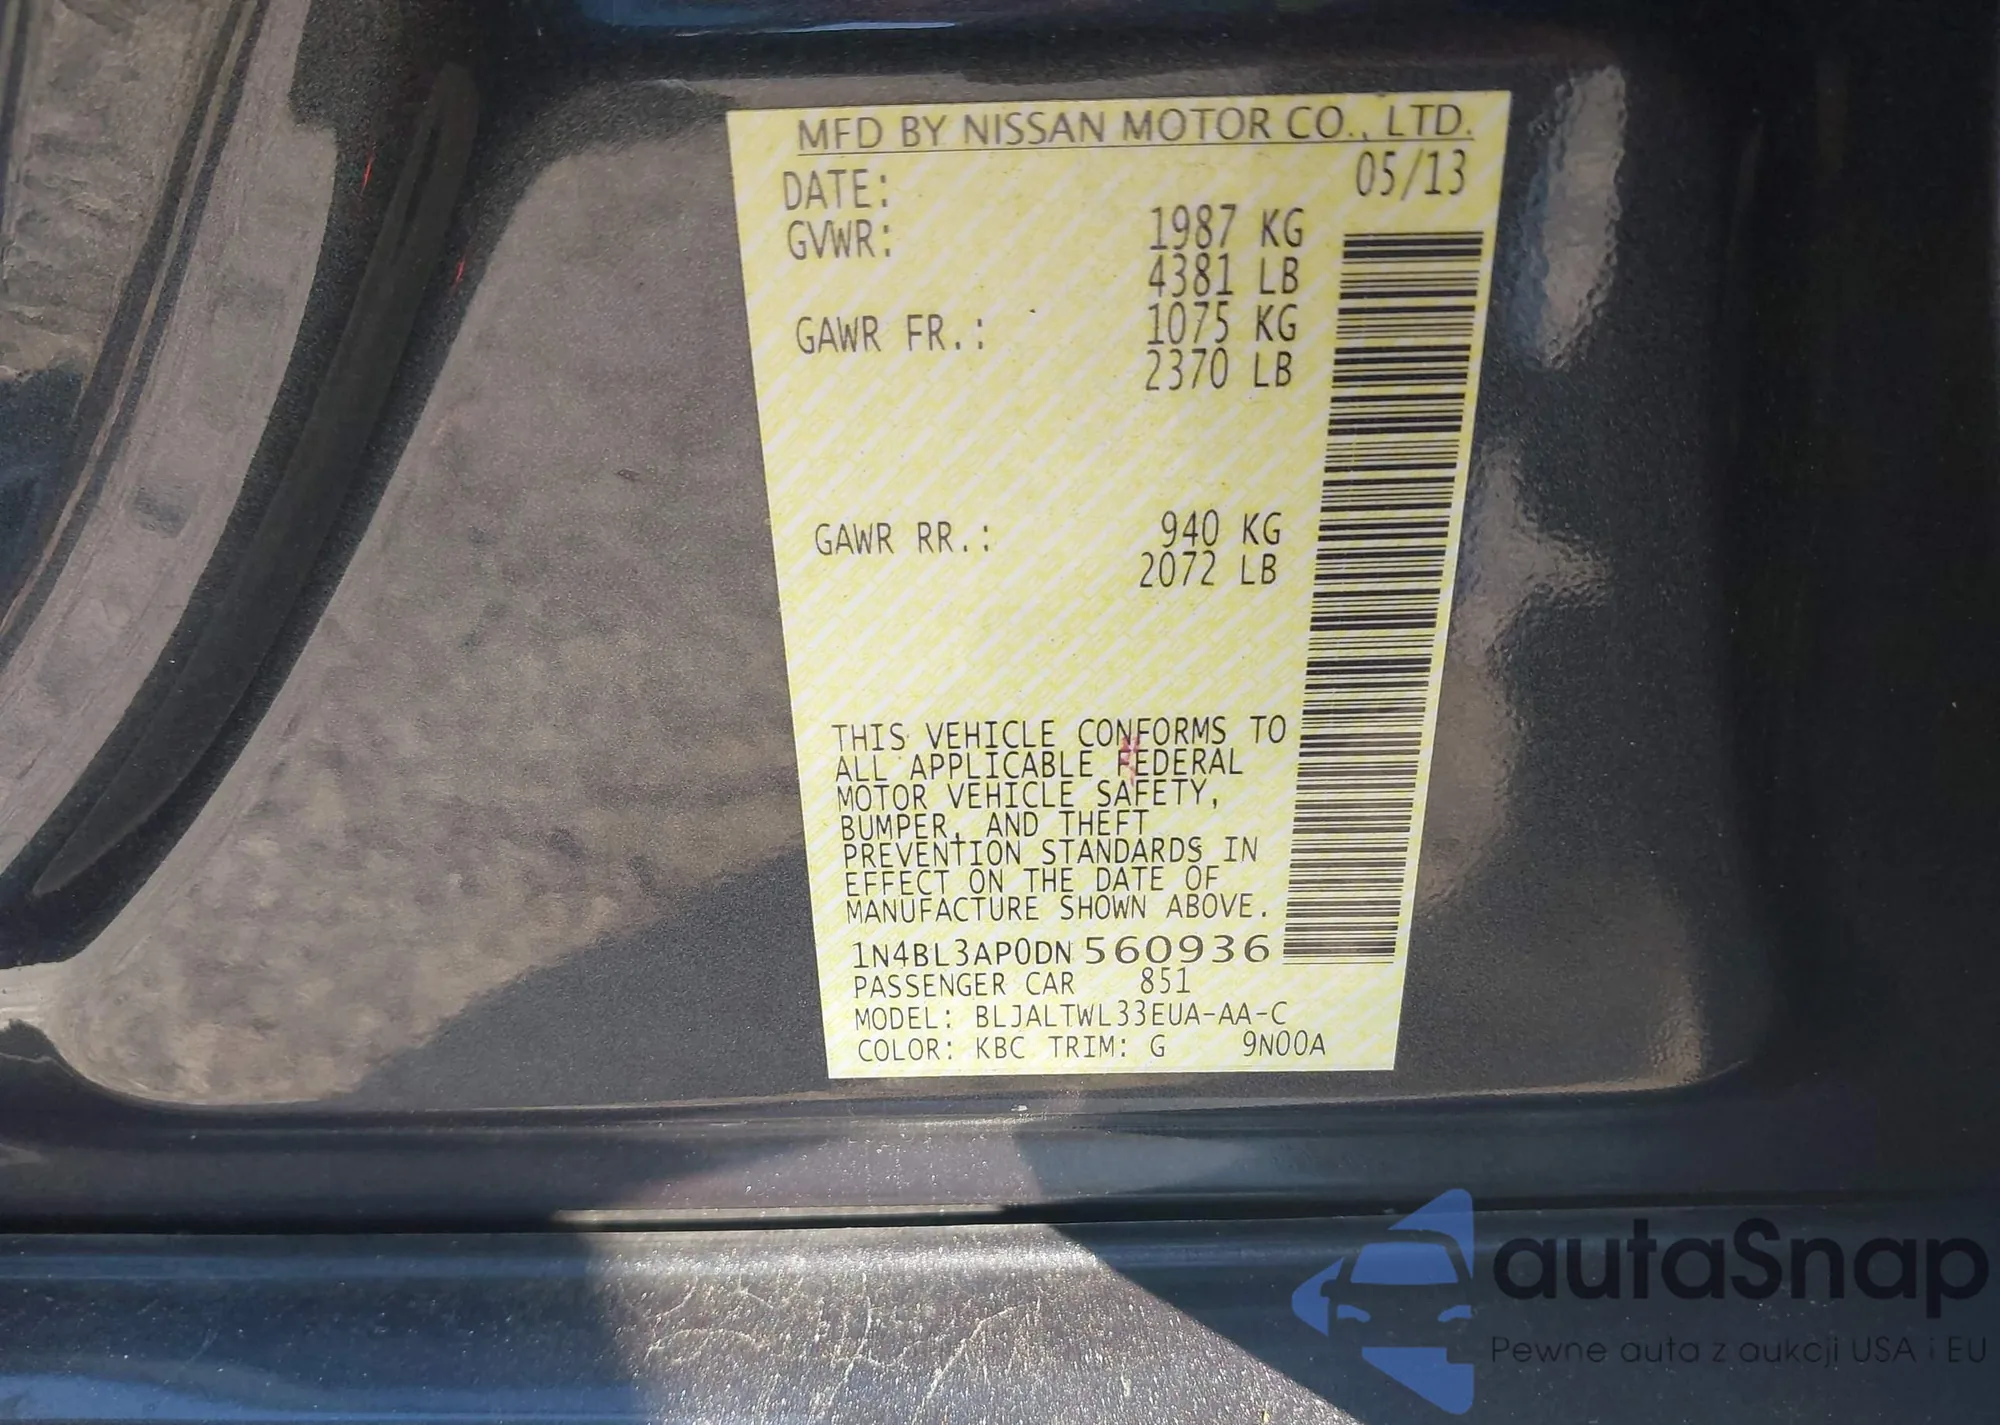 MFD BY NISSAN MOTOR CO., LTD.
DATE: 05/13
GVWR: 1987 KG
4381 LB
GAWR FR.: 1075 KG
2370 LB
GAWR RR.: 940 KG
2072 LB
THIS VEHICLE CONFORMS TO
ALL APPLICABLE FEDERAL
MOTOR VEHICLE SAFETY,
BUMPER, AND THEFT
PREVENTION STANDARDS IN
EFFECT ON THE DATE OF
MANUFACTURE SHOWN ABOVE.
1N4BL3AP0DN560936
PASSENGER CAR 851
MODEL: BLJALTWL33EUA-AA-C
COLOR: KBC TRIM: G 9N00A
autaSnap
Pewne auta z aukcji USA i EU